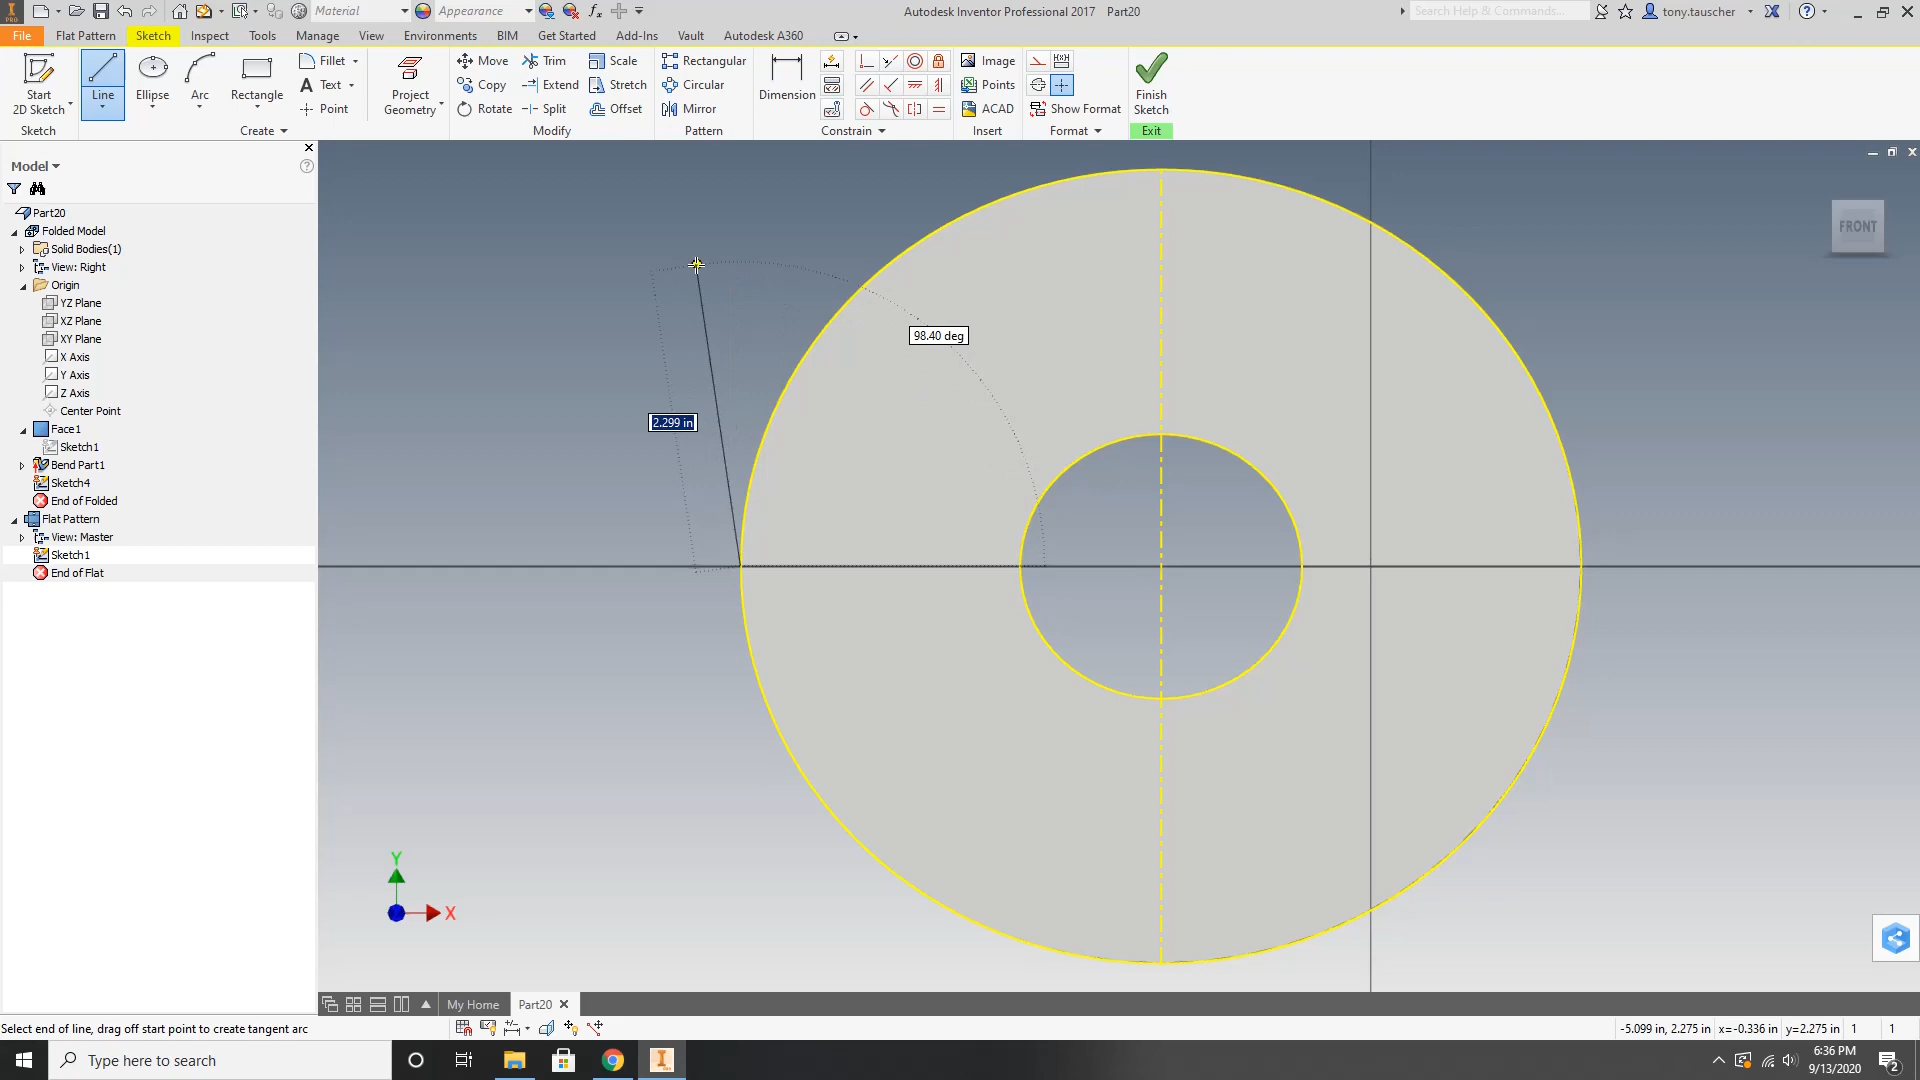 PRO Material Appearance fx Autodesk Inventor Professional 2017 Part20 Search Help & Commands... tony.tauscher
File Flat Pattern Sketch Inspect Tools Manage View Environments BIM Get Started Add-Ins Vault Autodesk A360
Start
2D Sketch
Line
Ellipse
Arc
Rectangle
Fillet
Text
Point
Project
Geometry
Move
Copy
Rotate
Trim
Extend
Split
Scale
Stretch
Offset
Rectangular
Circular
Mirror
Dimension
Image
Points
ACAD
Show Format
Finish
Sketch
Sketch Create Modify Pattern Constrain Insert Format Exit
Model
Part20
Folded Model
Solid Bodies(1)
View: Right
Origin
YZ Plane
XZ Plane
XY Plane
X Axis
Y Axis
Z Axis
Center Point
Face1
Sketch1
Bend Part1
Sketch4
End of Folded
Flat Pattern
View: Master
Sketch1
End of Flat
FRONT
98.40 deg
2.299 in
Y
X
My Home Part20
Select end of line, drag off start point to create tangent arc
-5.099 in, 2.275 in x=-0.336 in y=2.275 in 1 1
Type here to search
6:36 PM
9/13/2020
2